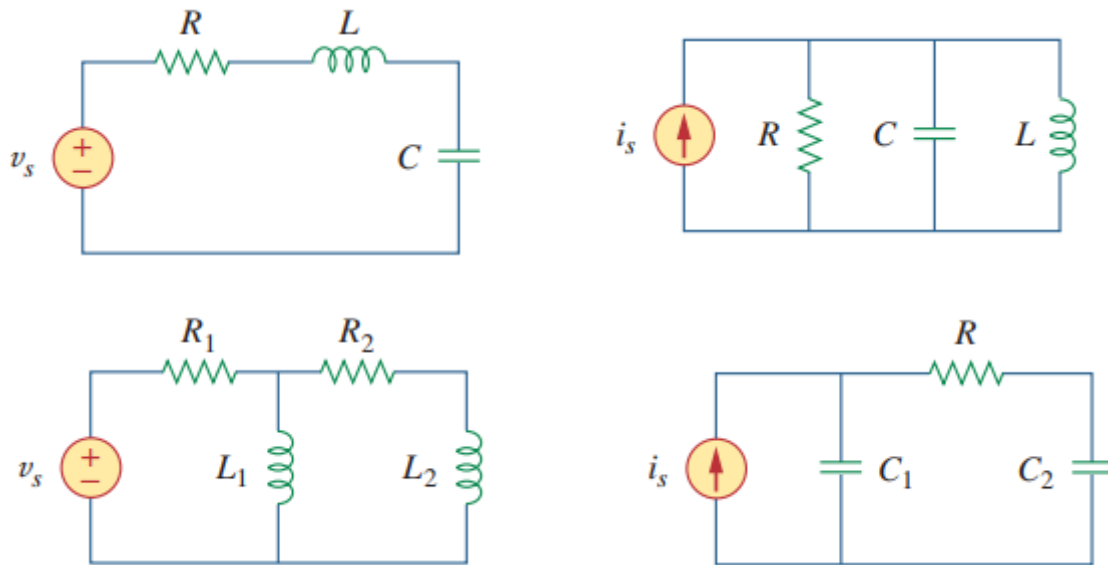 R L
v_s + − C
i_s R C L
R_1 R_2
v_s + − L_1 L_2
R
i_s C_1 C_2